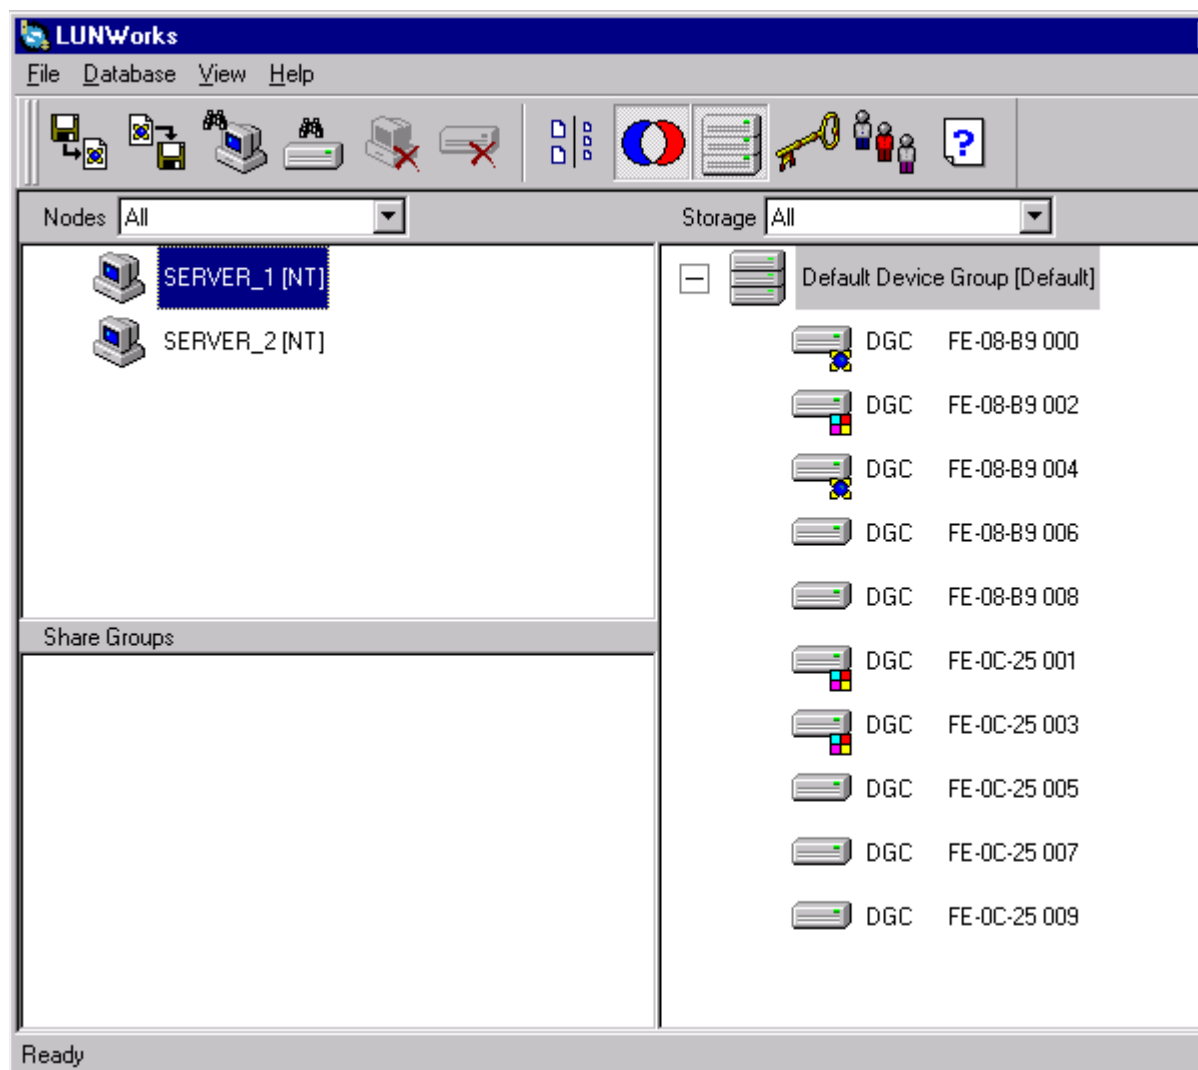 LUNWorks
File Database View Help
Nodes All
Storage All
SERVER_1 [NT]
SERVER_2 [NT]
Share Groups
Default Device Group [Default]
DGC FE-08-B9 000
DGC FE-08-B9 002
DGC FE-08-B9 004
DGC FE-08-B9 006
DGC FE-08-B9 008
DGC FE-0C-25 001
DGC FE-0C-25 003
DGC FE-0C-25 005
DGC FE-0C-25 007
DGC FE-0C-25 009
Ready